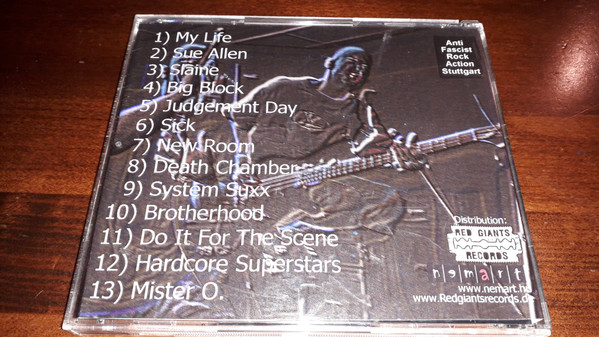 1) My Life
2) Sue Allen
3) Slaine
4) Big Block
5) Judgement Day
6) Sick
7) New Room
8) Death Chamber
9) System Suxx
10) Brotherhood
11) Do It For The Scene
12) Hardcore Superstars
13) Mister O.
Anti
Fascist
Rock
Action
Stuttgart
Distribution:
RED GIANTS
RECORDS
nemart
www.nemart.hu
www.Redgiantsrecords.de